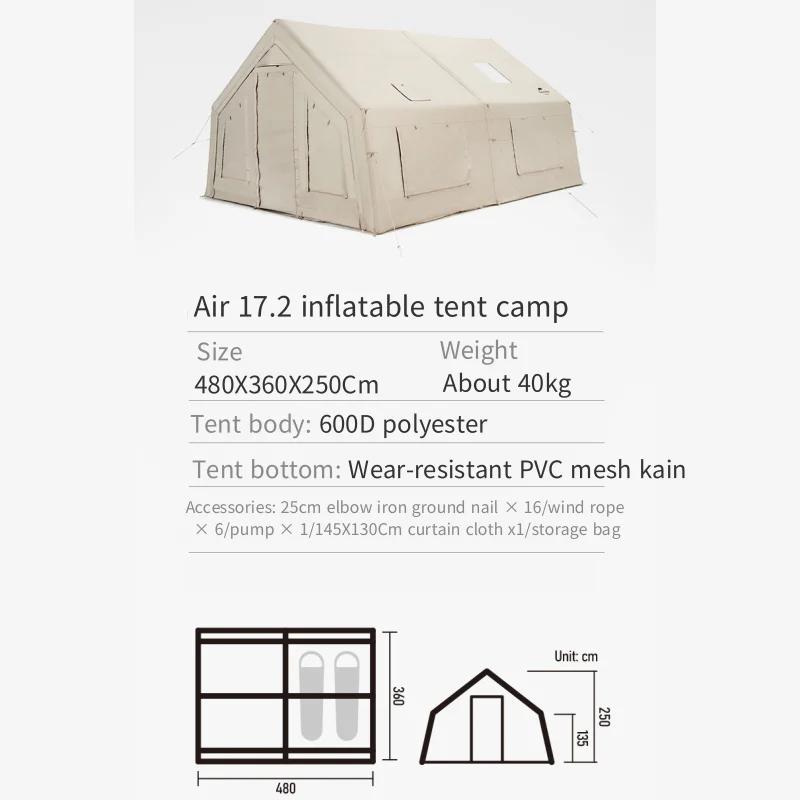 Air 17.2 inflatable tent camp
Size
Weight
480X360X250Cm
About 40kg
Tent body: 600D polyester
Tent bottom: Wear-resistant PVC mesh kain
Accessories: 25cm elbow iron ground nail × 16/wind rope
× 6/pump × 1/145X130Cm curtain cloth x1/storage bag
Unit: cm
360
250
135
480